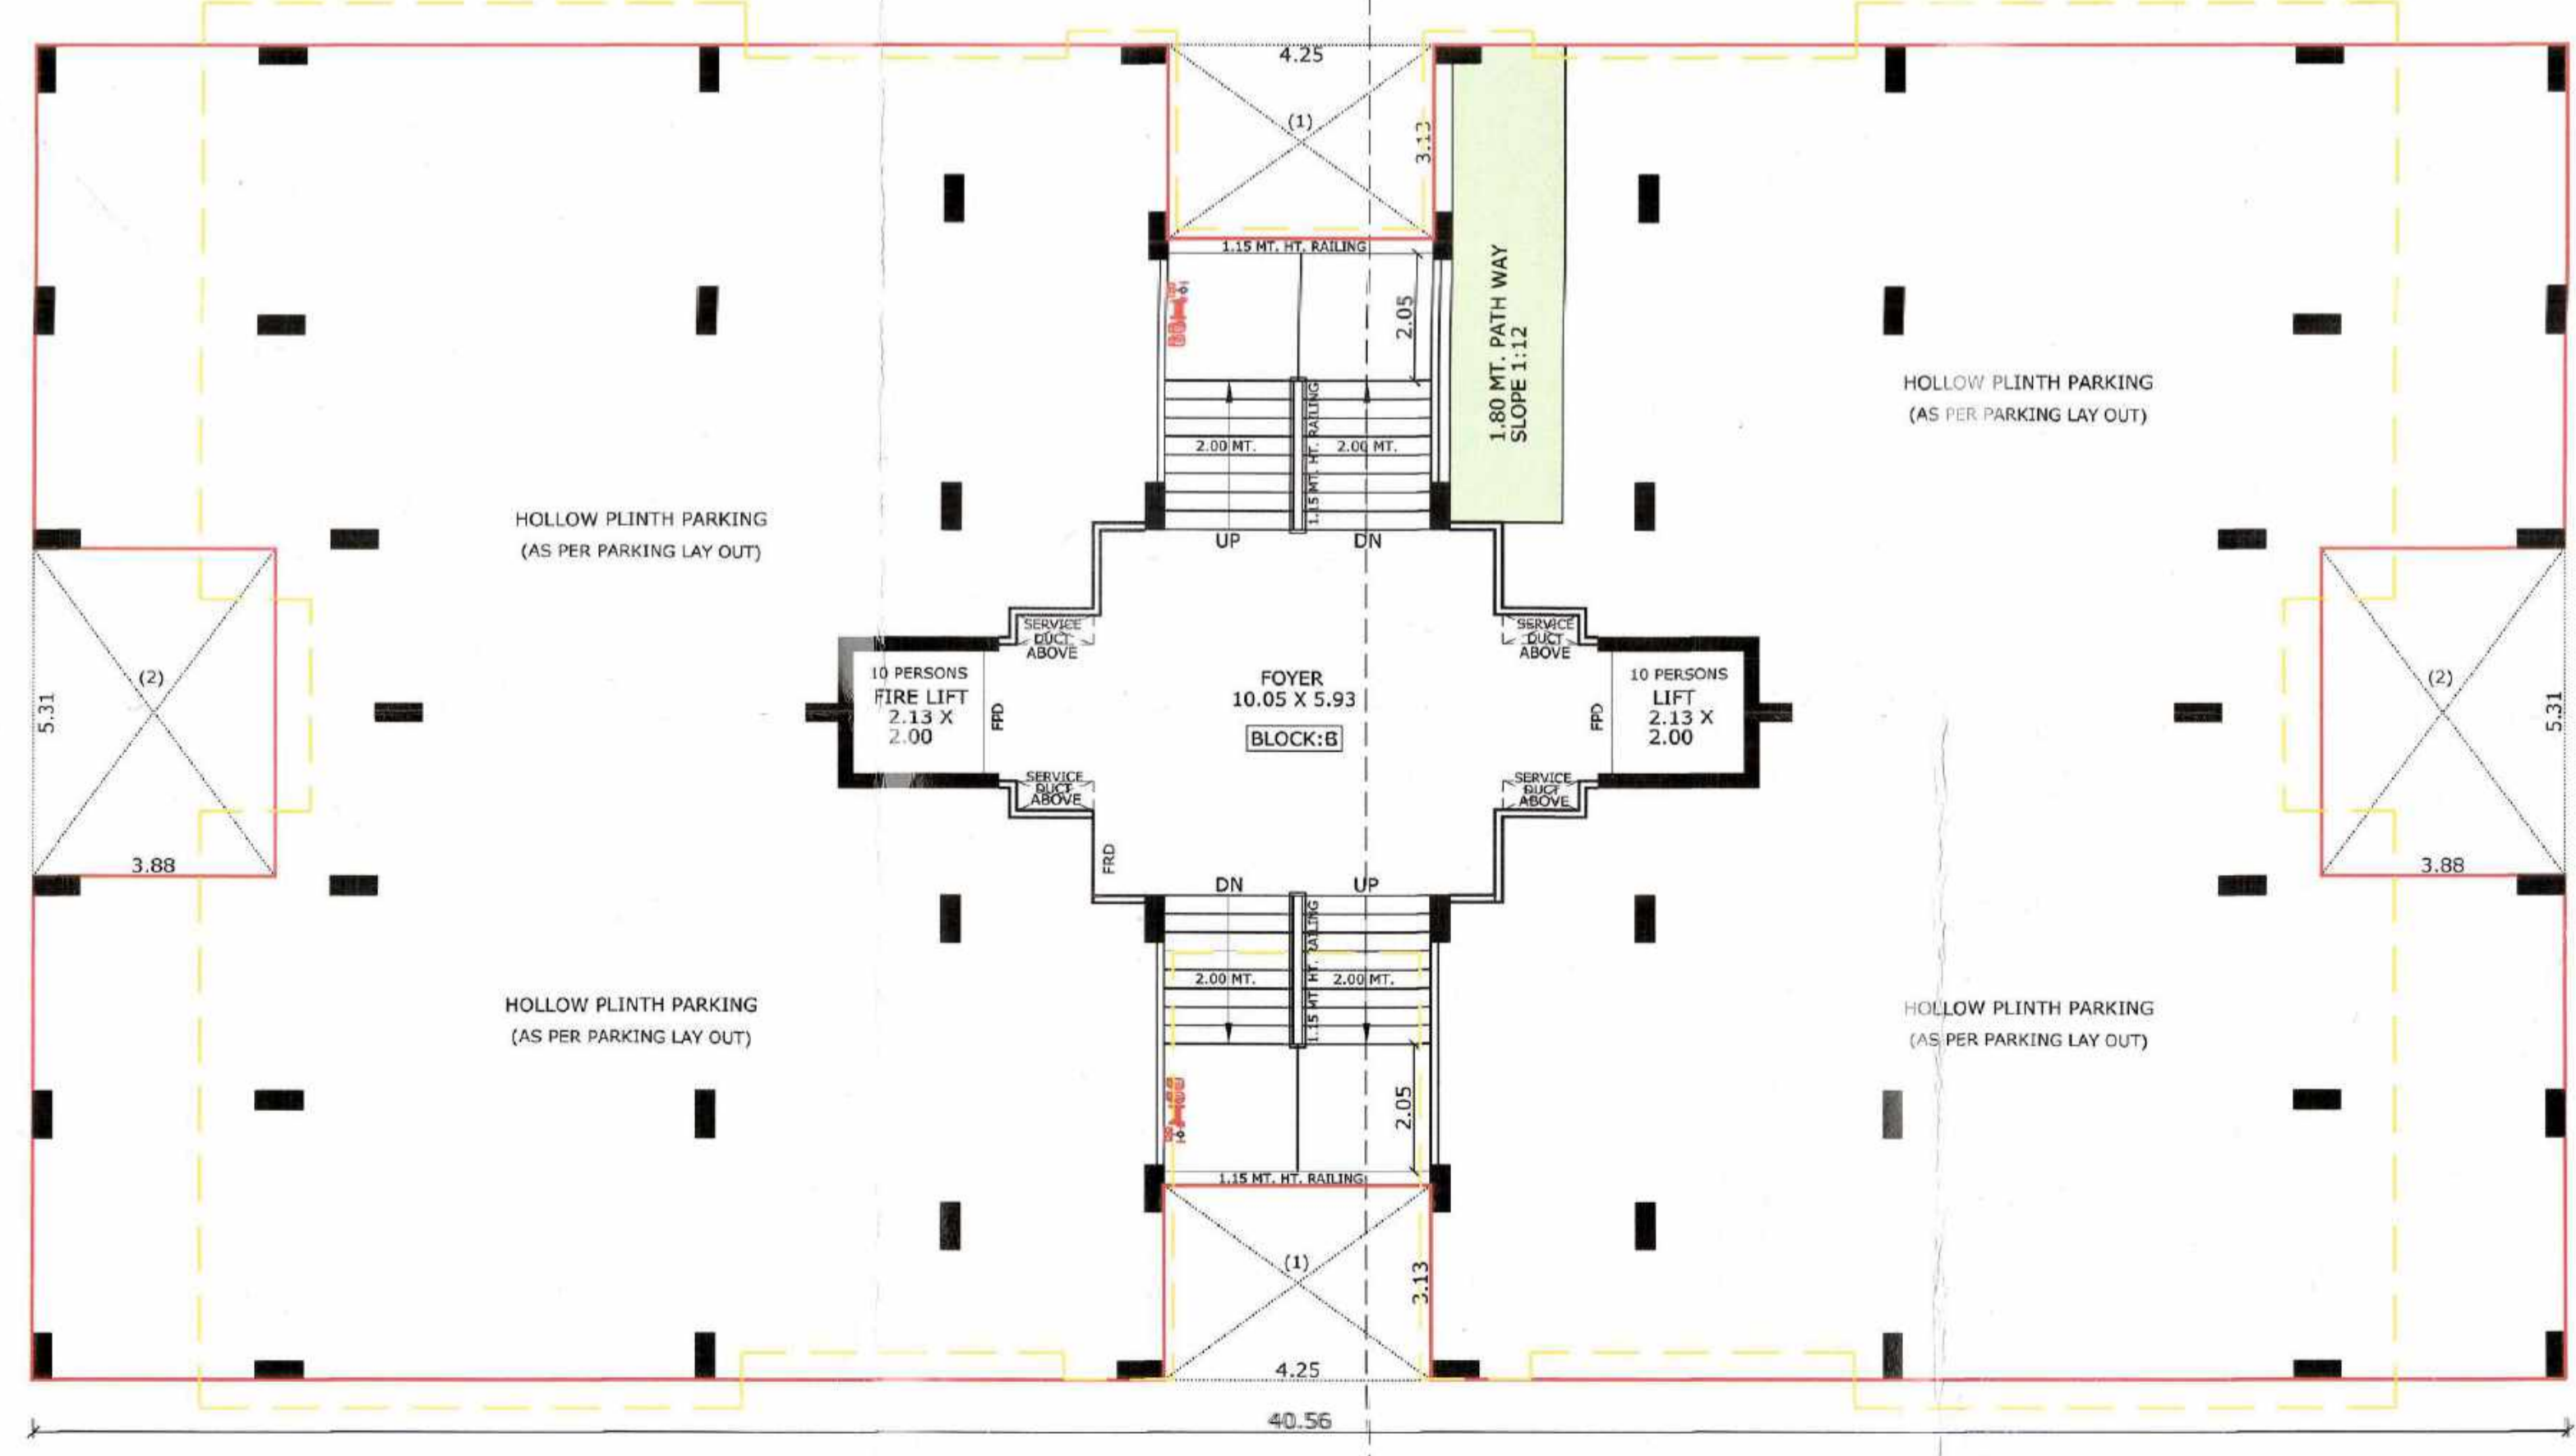 4.25
(1)
3.13
1.15 MT. HT. RAILING
2.05
1.80 MT. PATH WAY
SLOPE 1:12
HOLLOW PLINTH PARKING
(AS PER PARKING LAY OUT)
2.00 MT.
1.15 MT. HT. RAILING
2.00 MT.
HOLLOW PLINTH PARKING
(AS PER PARKING LAY OUT)
UP
DN
SERVICE
DUCT
ABOVE
SERVICE
DUCT
ABOVE
(2)
5.31
3.88
10 PERSONS
FIRE LIFT
2.13 X
2.00
FPD
FOYER
10.05 X 5.93
BLOCK:B
FPD
10 PERSONS
LIFT
2.13 X
2.00
(2)
5.31
3.88
SERVICE
DUCT
ABOVE
SERVICE
DUCT
ABOVE
FRD
DN
UP
2.00 MT.
1.15 MT. HT. RAILING
2.00 MT.
HOLLOW PLINTH PARKING
(AS PER PARKING LAY OUT)
HOLLOW PLINTH PARKING
(AS PER PARKING LAY OUT)
2.05
1.15 MT. HT. RAILING
(1)
3.13
4.25
40.56